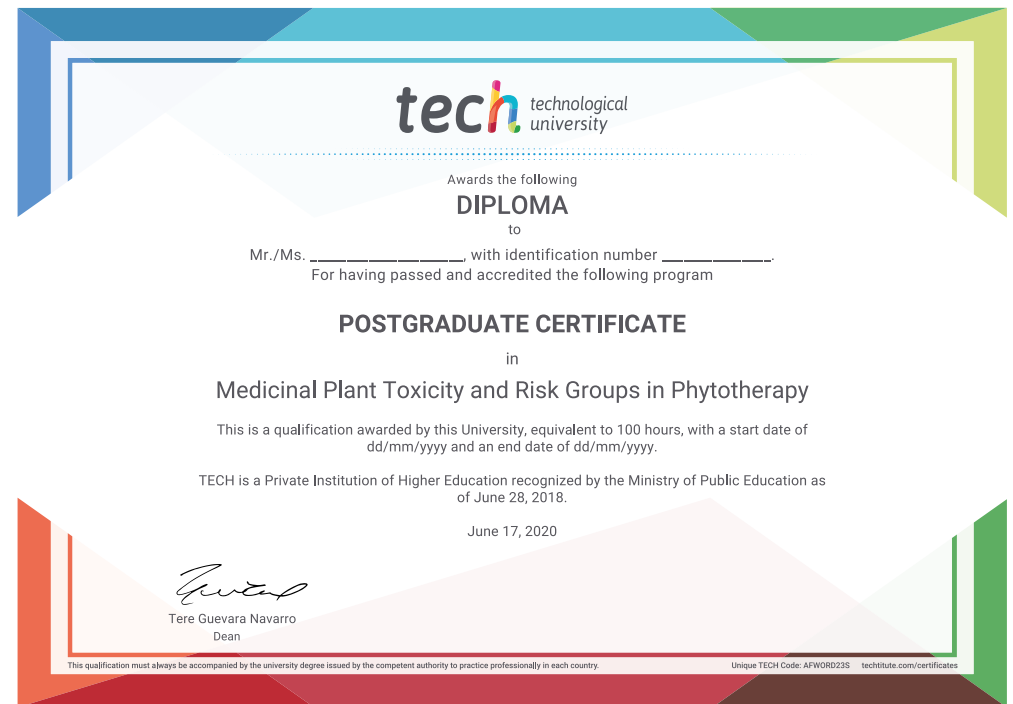 tech technological
university
Awards the following
DIPLOMA
to
Mr./Ms. ____________________, with identification number ______________.
For having passed and accredited the following program
POSTGRADUATE CERTIFICATE
in
Medicinal Plant Toxicity and Risk Groups in Phytotherapy
This is a qualification awarded by this University, equivalent to 100 hours, with a start date of
dd/mm/yyyy and an end date of dd/mm/yyyy.
TECH is a Private Institution of Higher Education recognized by the Ministry of Public Education as
of June 28, 2018.
June 17, 2020
Tere Guevara Navarro
Dean
This qualification must always be accompanied by the university degree issued by the competent authority to practice professionally in each country.
Unique TECH Code: AFWORD23S techtitute.com/certificates